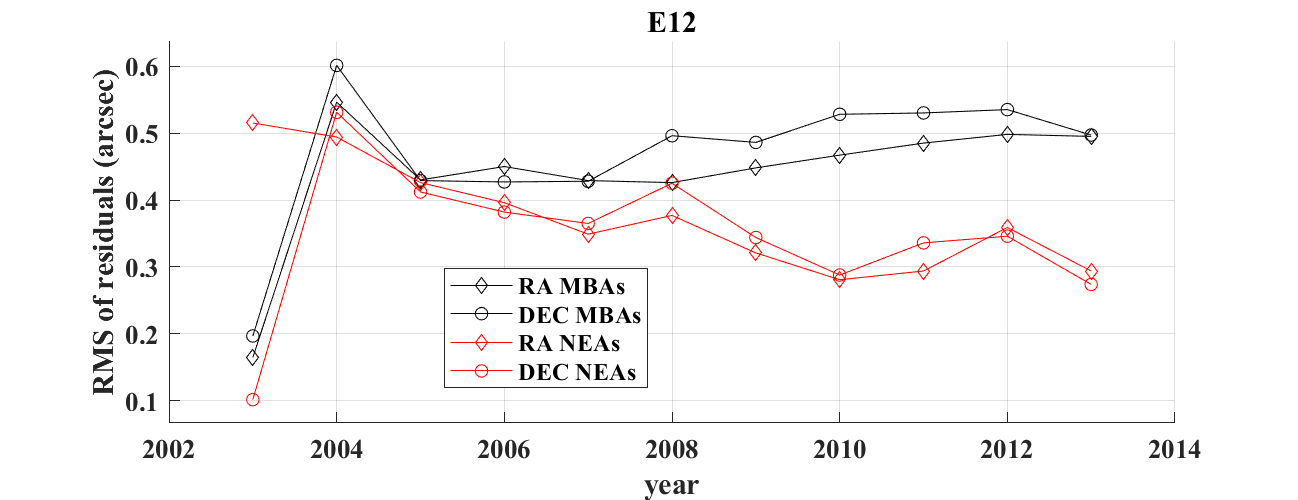 E12
RMS of residuals (arcsec)
0.6
0.5
0.4
0.3
0.2
0.1
RA MBAs
DEC MBAs
RA NEAs
DEC NEAs
2002 2004 2006 2008 2010 2012 2014
year